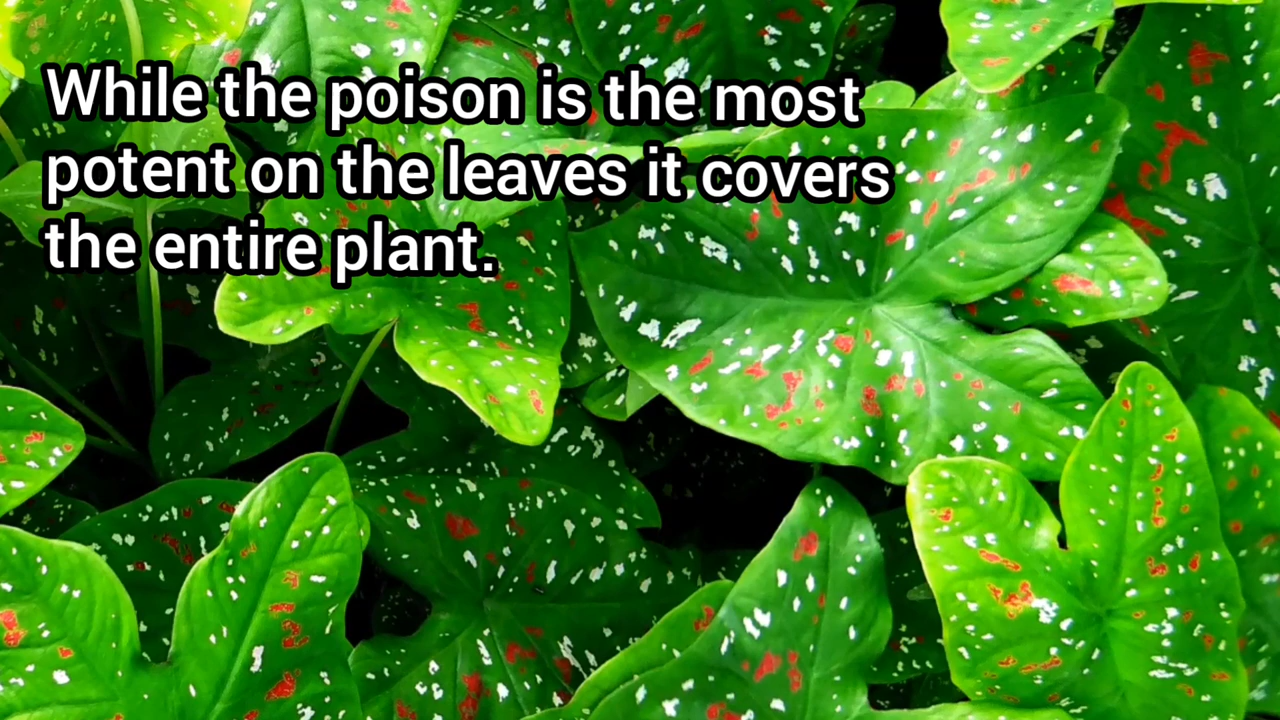 While the poison is the most
potent on the leaves it covers
the entire plant.